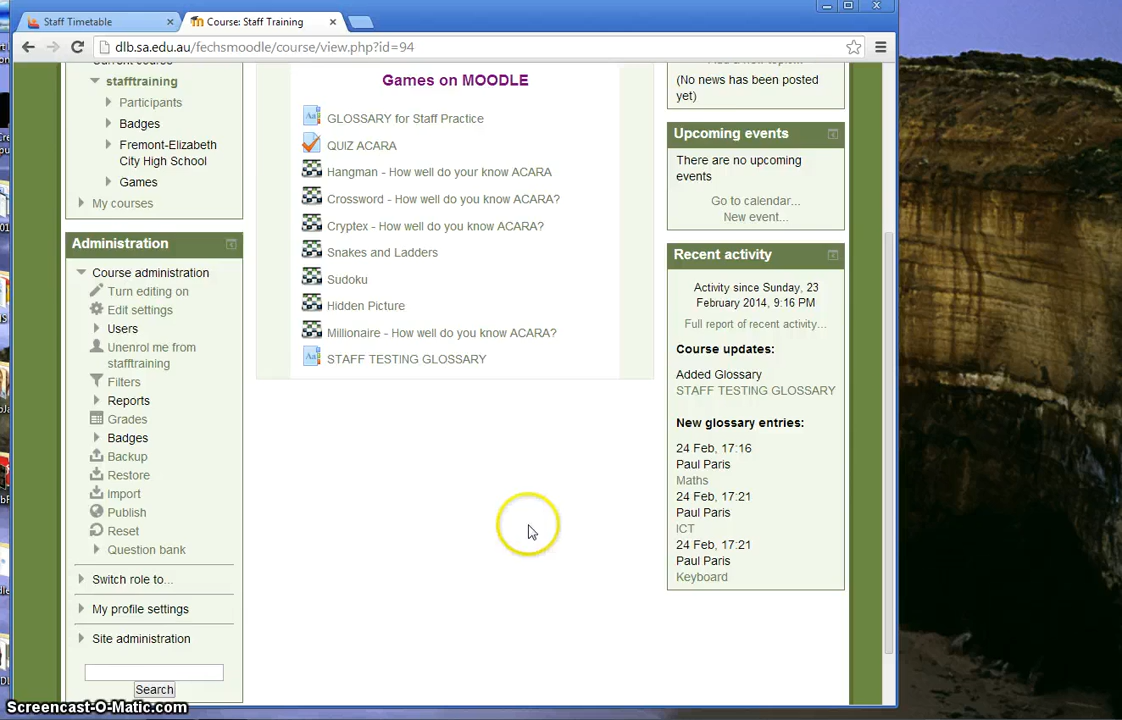 Staff Timetable
Course: Staff Training
dlb.sa.edu.au/fechsmoodle/course/view.php?id=94
Current course
stafftraining
Participants
Badges
Fremont-Elizabeth
City High School
Games
My courses
Administration
Course administration
Turn editing on
Edit settings
Users
Unenrol me from
stafftraining
Filters
Reports
Grades
Badges
Backup
Restore
Import
Publish
Reset
Question bank
Switch role to...
My profile settings
Site administration
Search
Games on MOODLE
GLOSSARY for Staff Practice
QUIZ ACARA
Hangman - How well do your know ACARA
Crossword - How well do you know ACARA?
Cryptex - How well do you know ACARA?
Snakes and Ladders
Sudoku
Hidden Picture
Millionaire - How well do you know ACARA?
STAFF TESTING GLOSSARY
Add a new topic...
(No news has been posted
yet)
Upcoming events
There are no upcoming
events
Go to calendar...
New event...
Recent activity
Activity since Sunday, 23
February 2014, 9:16 PM
Full report of recent activity...
Course updates:
Added Glossary
STAFF TESTING GLOSSARY
New glossary entries:
24 Feb, 17:16
Paul Paris
Maths
24 Feb, 17:21
Paul Paris
ICT
24 Feb, 17:21
Paul Paris
Keyboard
Screencast-O-Matic.com